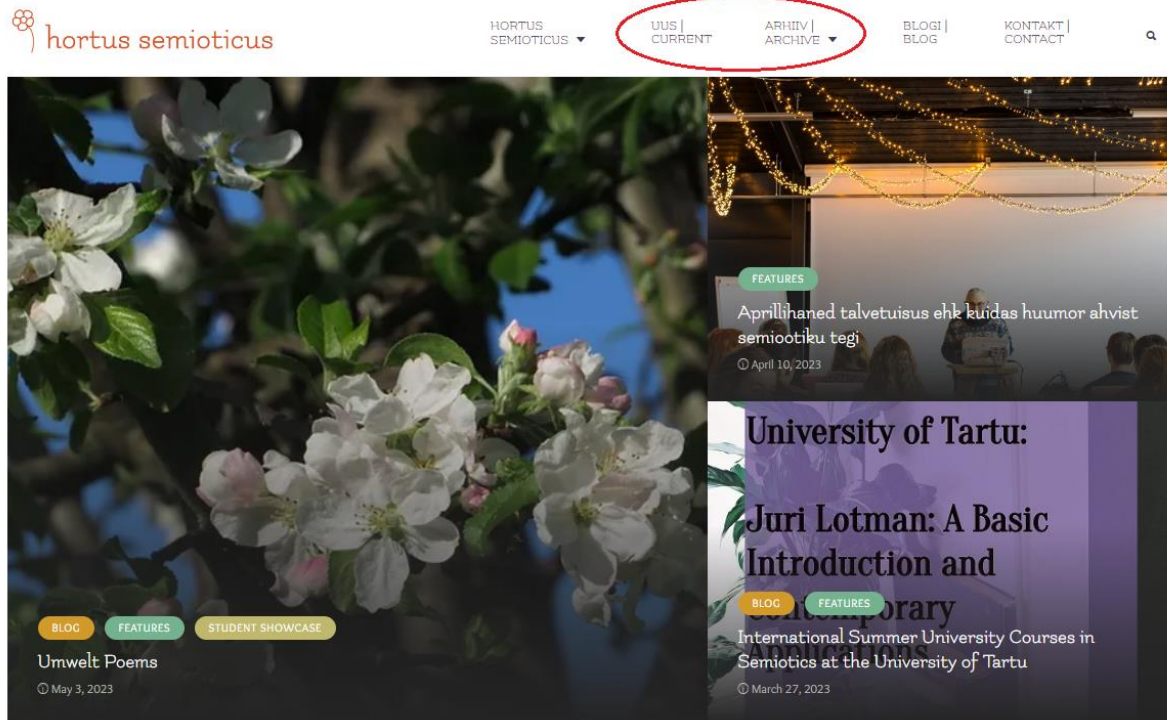 hortus semioticus
HORTUS
SEMIOTICUS
UUS |
CURRENT
ARHIIV |
ARCHIVE
BLOGI |
BLOG
KONTAKT |
CONTACT
FEATURES
Aprillihaned talvetuisus ehk kuidas huumor ahvist
semiootiku tegi
April 10, 2023
University of Tartu:
Juri Lotman: A Basic
Introduction and
Contemporary
Applications
BLOG FEATURES
International Summer University Courses in
Semiotics at the University of Tartu
March 27, 2023
BLOG FEATURES STUDENT SHOWCASE
Umwelt Poems
May 3, 2023